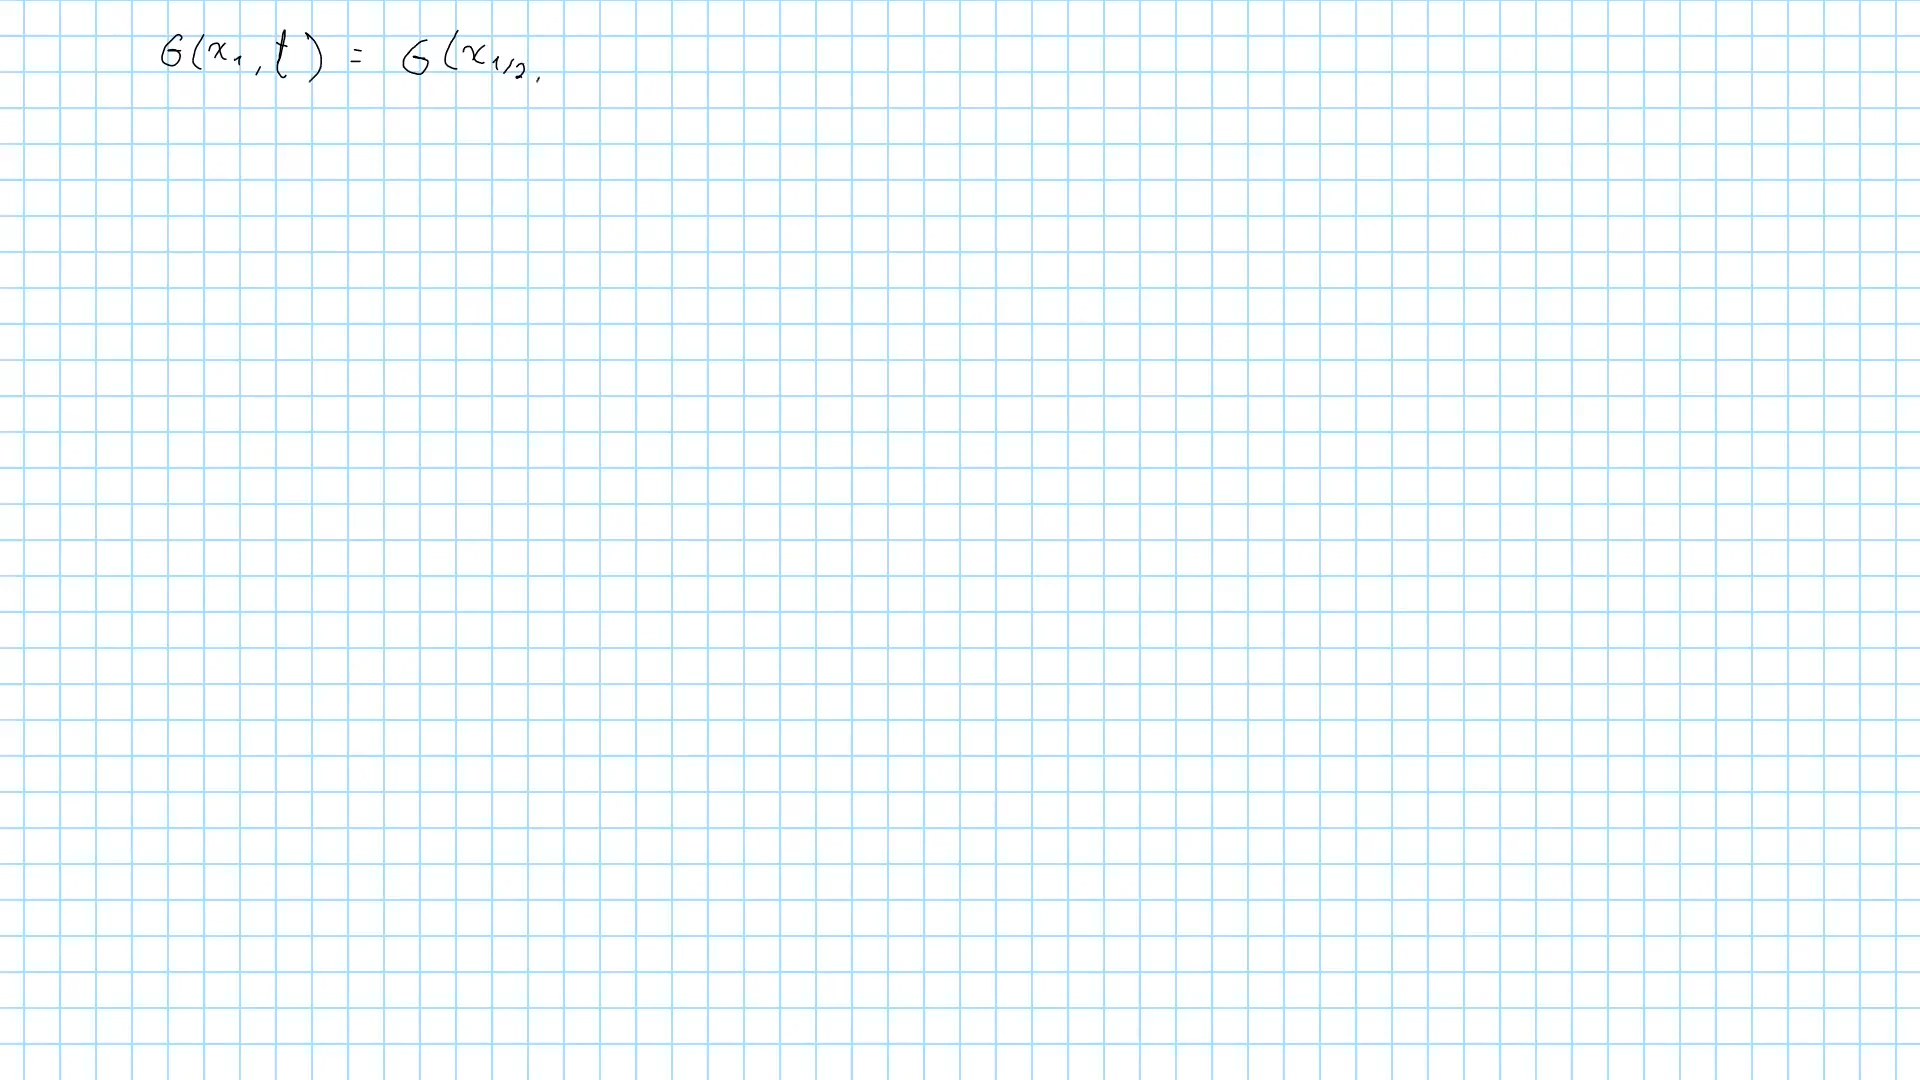 G(x₁, t) = G(x₁/₂,